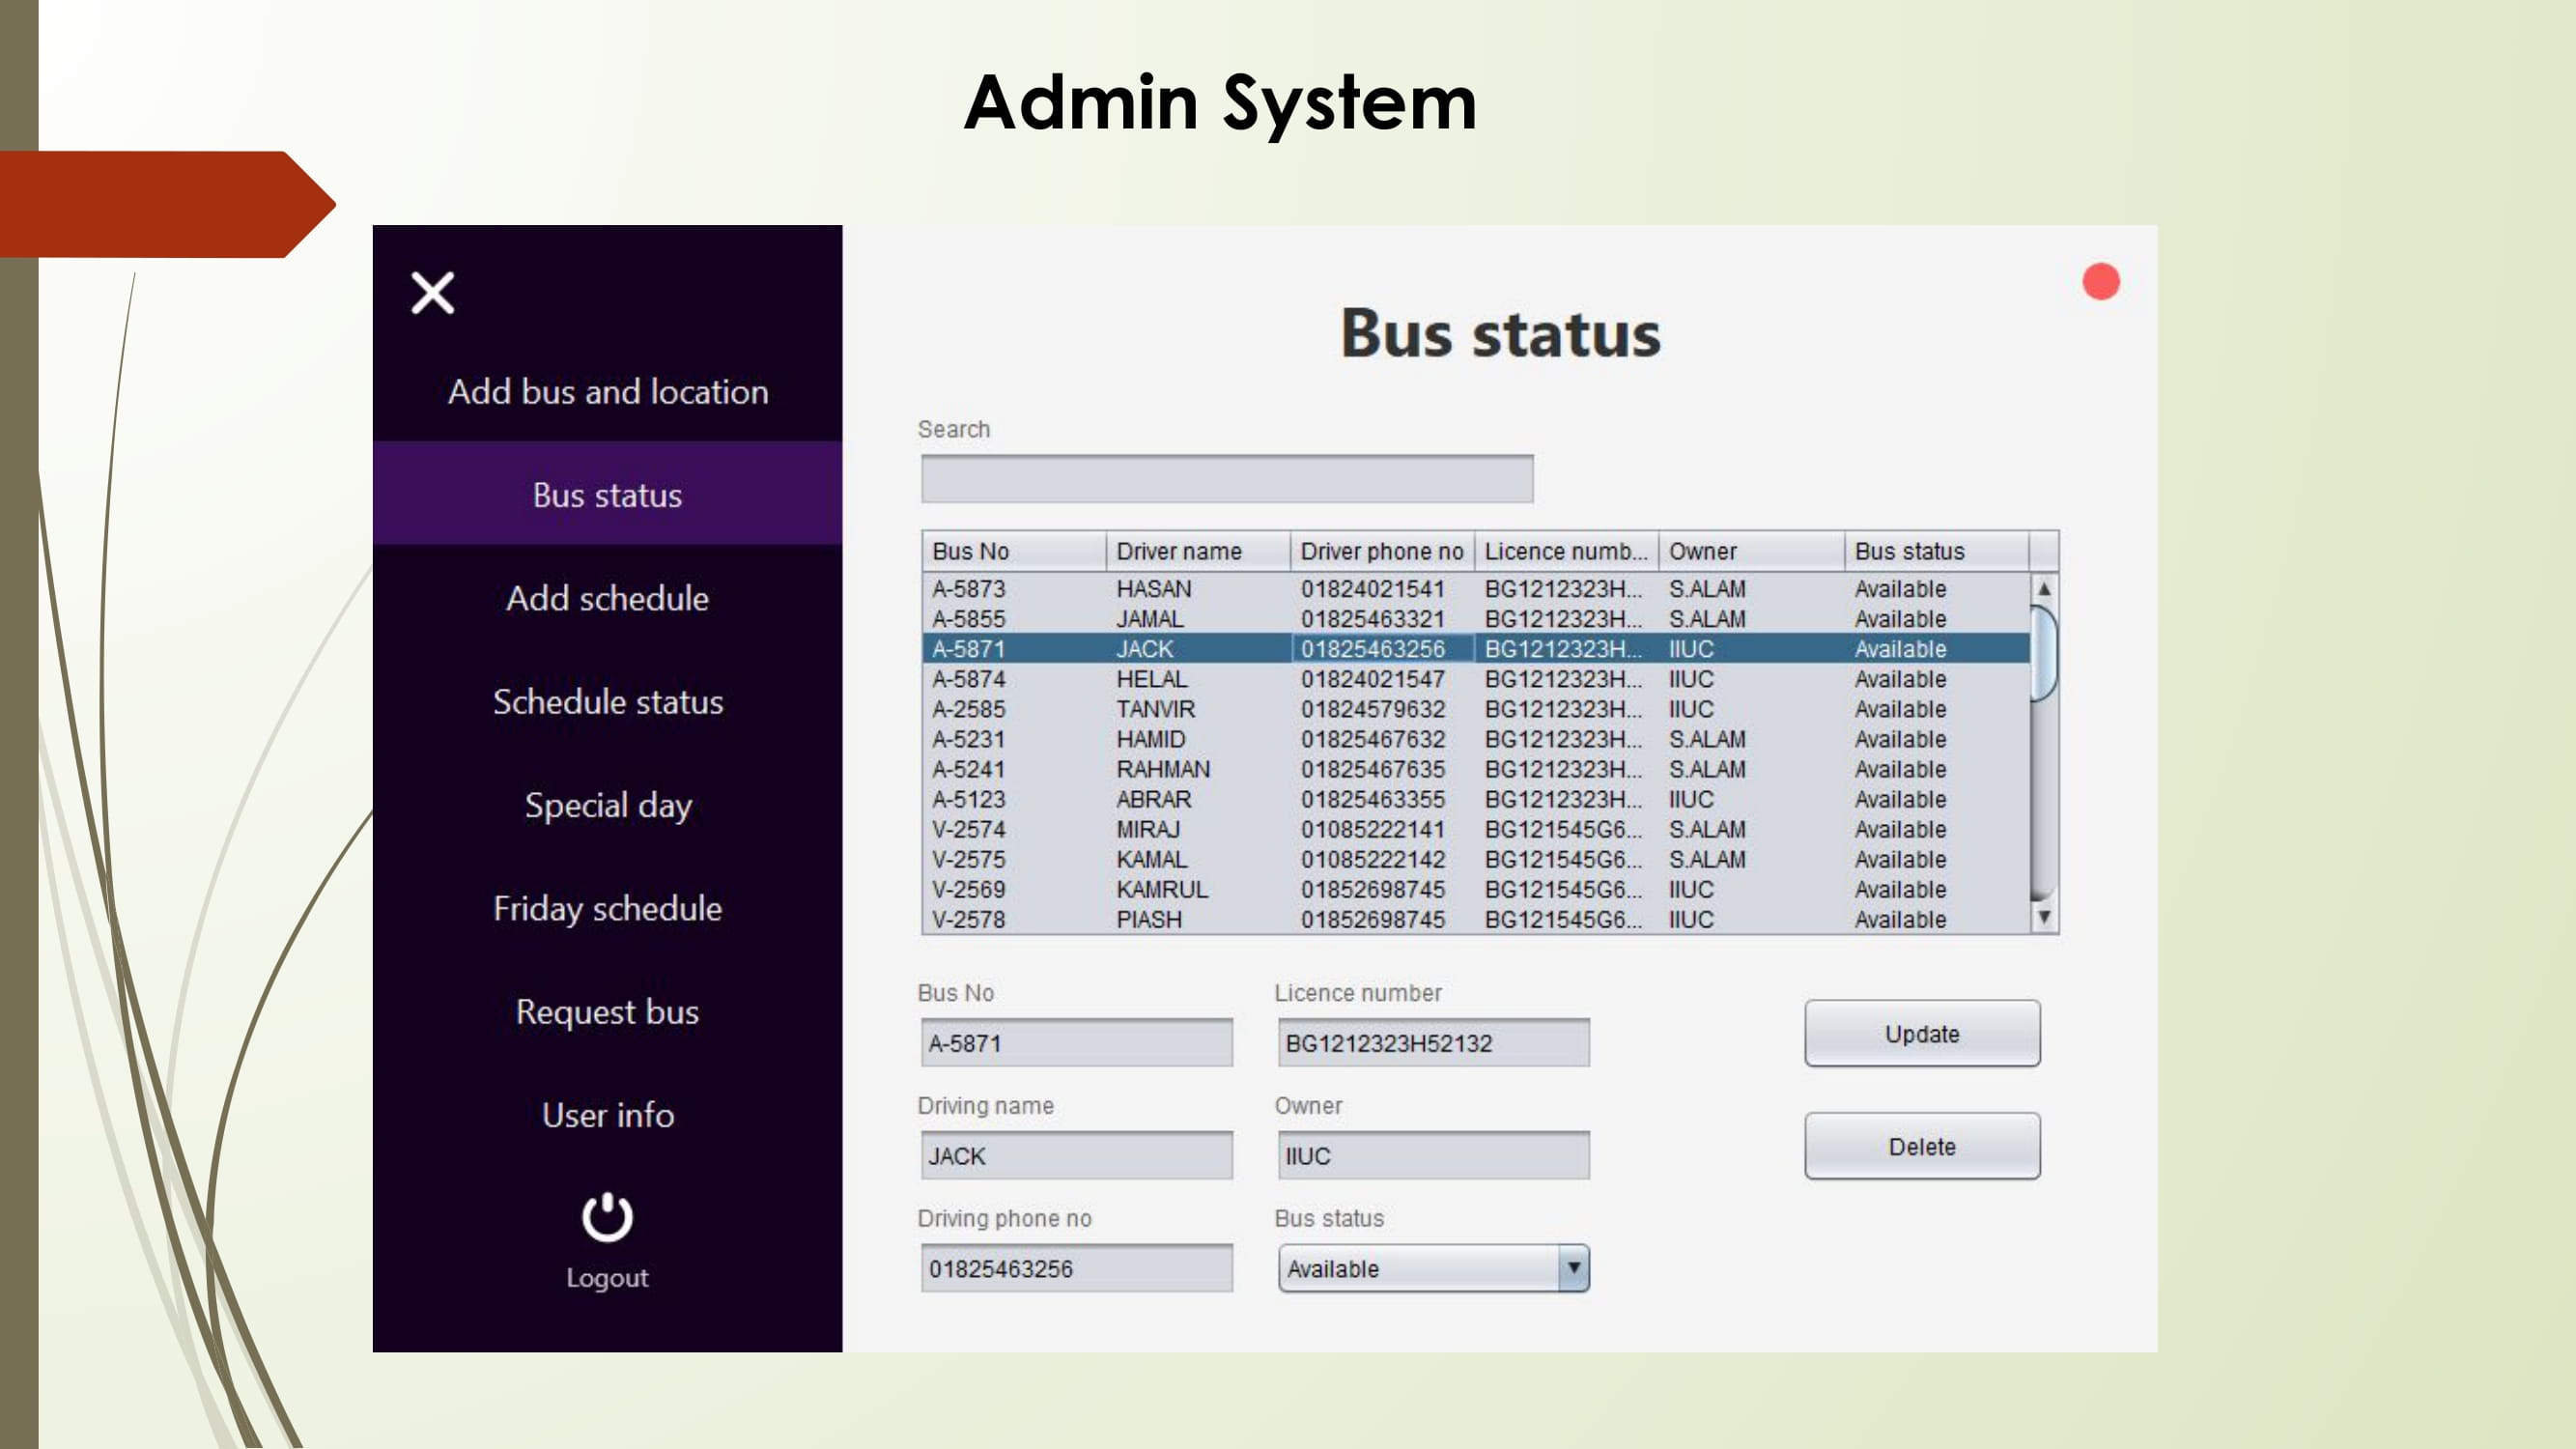 Admin System
Add bus and location
Bus status
Add schedule
Schedule status
Special day
Friday schedule
Request bus
User info
Logout
Bus status
Search
Bus No Driver name Driver phone no Licence numb... Owner Bus status
A-5873 HASAN 01824021541 BG1212323H... S.ALAM Available
A-5855 JAMAL 01825463321 BG1212323H... S.ALAM Available
A-5871 JACK 01825463256 BG1212323H... IIUC Available
A-5874 HELAL 01824021547 BG1212323H... IIUC Available
A-2585 TANVIR 01824579632 BG1212323H... IIUC Available
A-5231 HAMID 01825467632 BG1212323H... S.ALAM Available
A-5241 RAHMAN 01825467635 BG1212323H... S.ALAM Available
A-5123 ABRAR 01825463355 BG1212323H... IIUC Available
V-2574 MIRAJ 01085222141 BG121545G6... S.ALAM Available
V-2575 KAMAL 01085222142 BG121545G6... S.ALAM Available
V-2569 KAMRUL 01852698745 BG121545G6... IIUC Available
V-2578 PIASH 01852698745 BG121545G6... IIUC Available
Bus No Licence number
A-5871 BG1212323H52132 Update
Driving name Owner
JACK IIUC Delete
Driving phone no Bus status
01825463256 Available